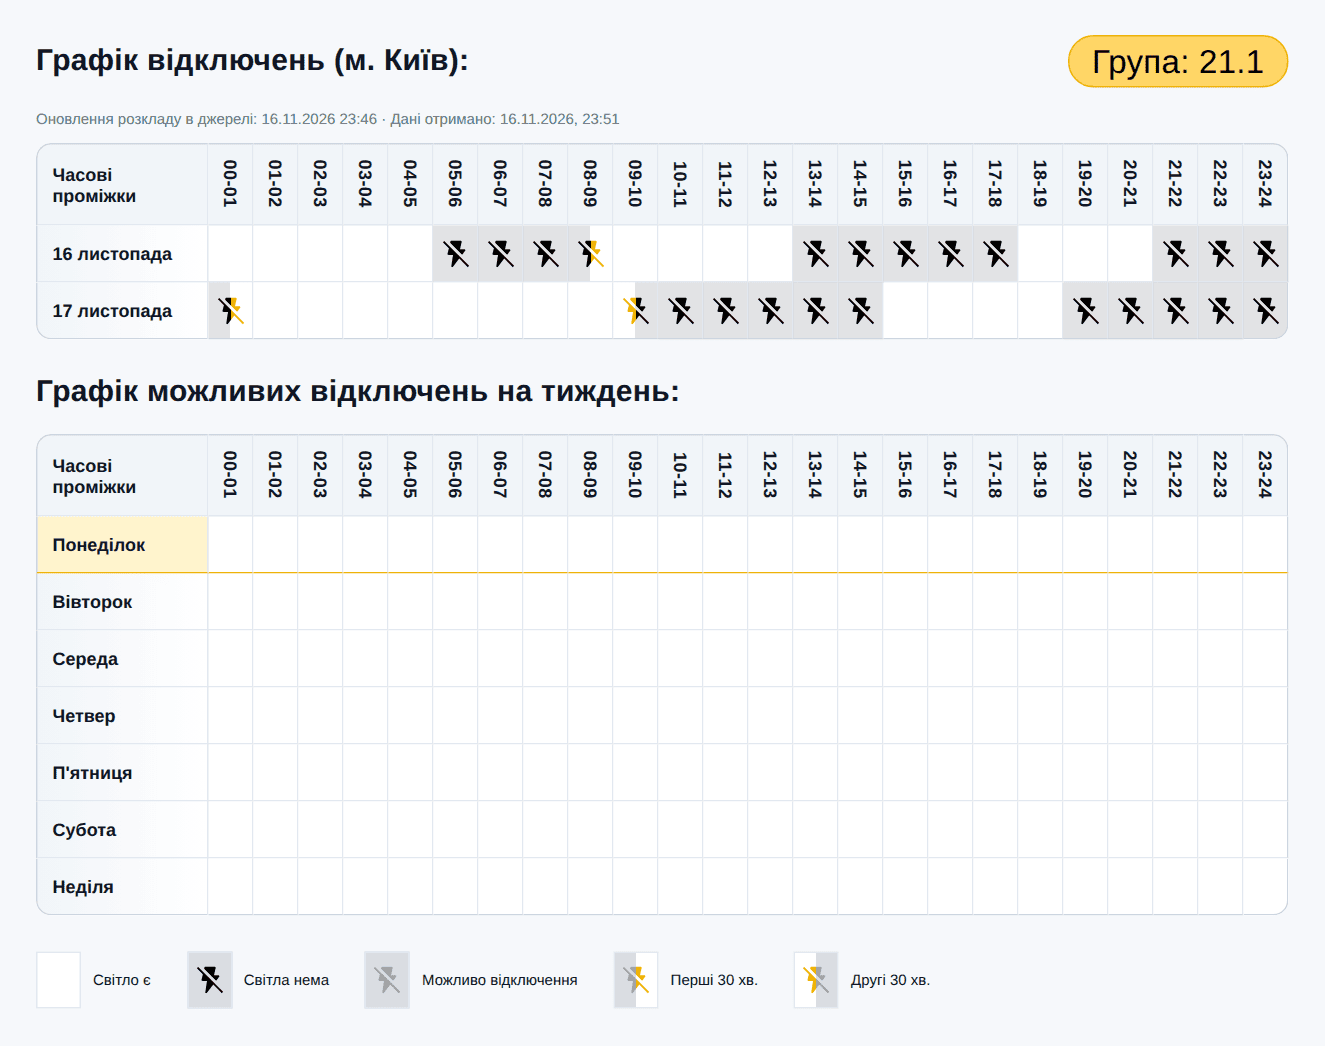 Графік відключень (м. Київ):
Група: 21.1
Оновлення розкладу в джерелі: 16.11.2026 23:46 · Дані отримано: 16.11.2026, 23:51
Часові проміжки 00-01 01-02 02-03 03-04 04-05 05-06 06-07 07-08 08-09 09-10 10-11 11-12 12-13 13-14 14-15 15-16 16-17 17-18 18-19 19-20 20-21 21-22 22-23 23-24
16 листопада
17 листопада
Графік можливих відключень на тиждень:
Часові проміжки 00-01 01-02 02-03 03-04 04-05 05-06 06-07 07-08 08-09 09-10 10-11 11-12 12-13 13-14 14-15 15-16 16-17 17-18 18-19 19-20 20-21 21-22 22-23 23-24
Понеділок
Вівторок
Середа
Четвер
П'ятниця
Субота
Неділя
Світло є Світла нема Можливо відключення Перші 30 хв. Другі 30 хв.